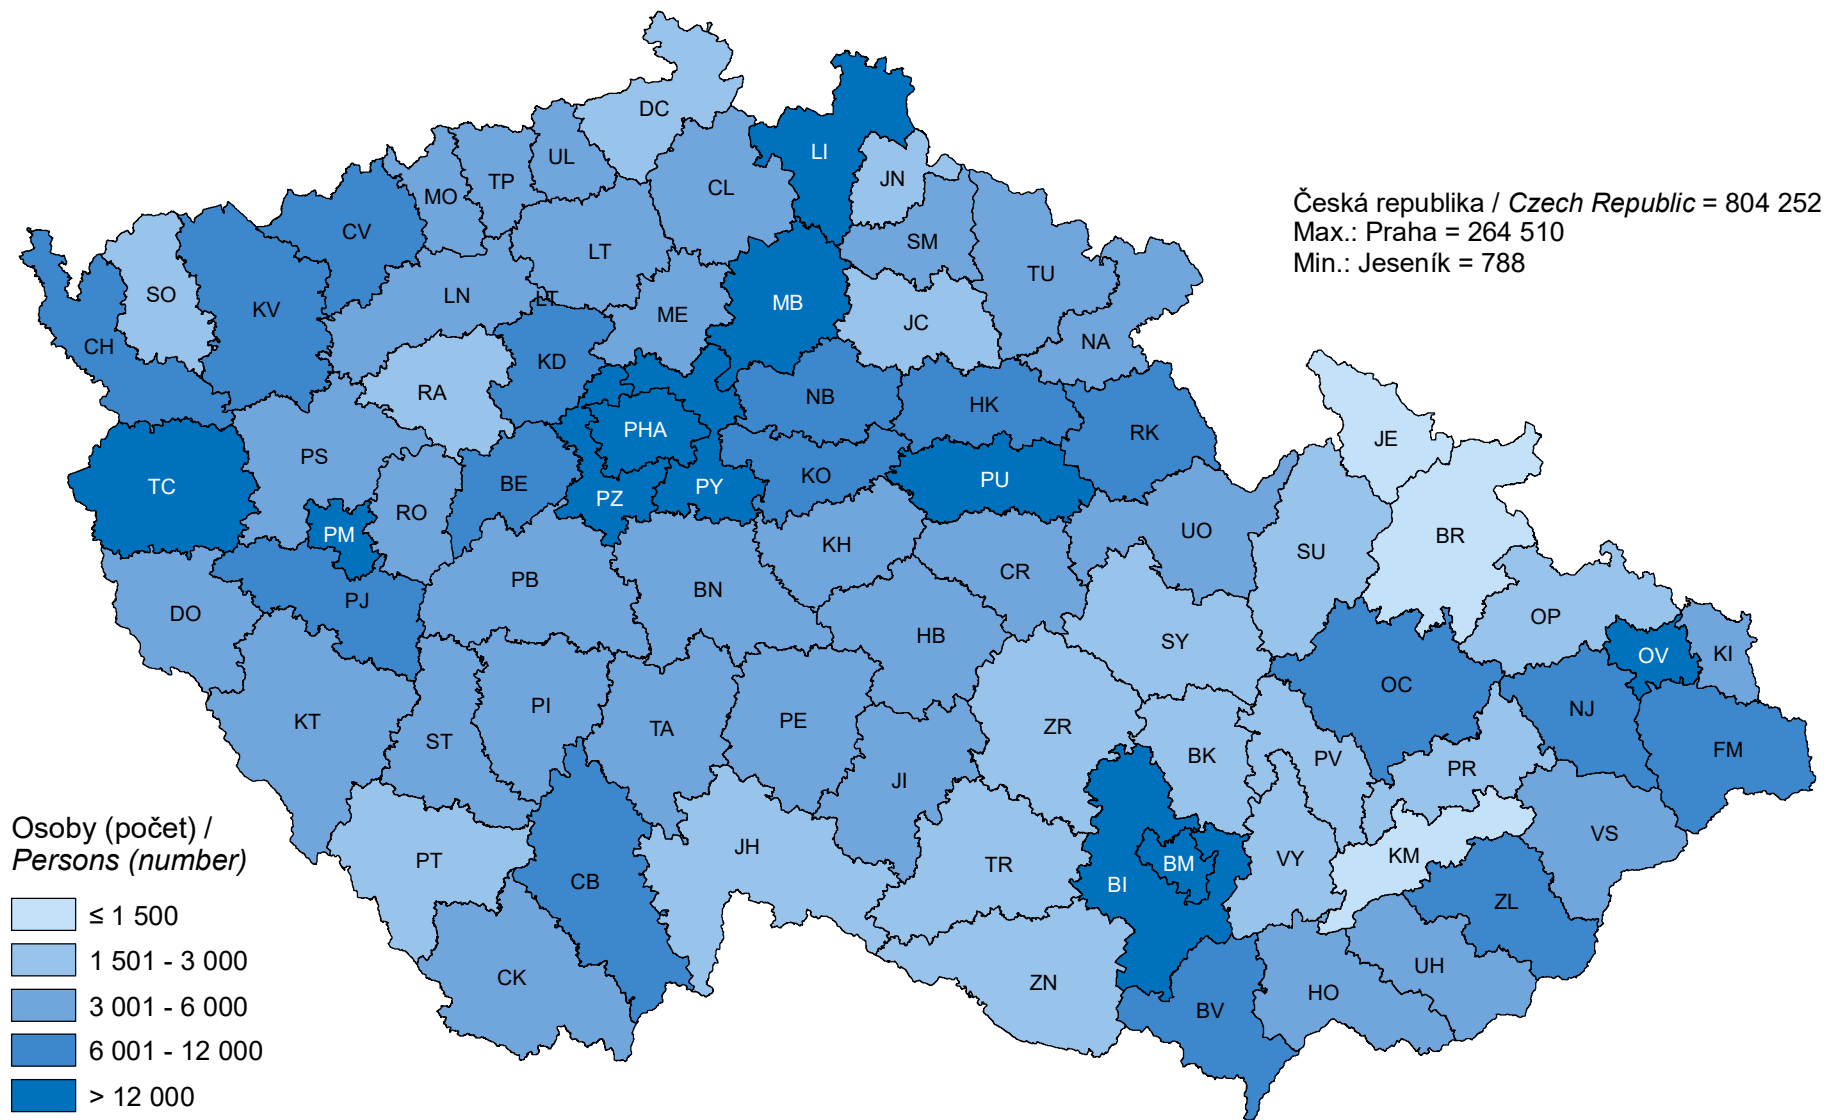 DC
LI
UL
TP
MO
CL
JN
CV
Česká republika / Czech Republic = 804 252
Max.: Praha = 264 510
Min.: Jeseník = 788
SM
LT
TU
SO
LN
LT
KV
MB
ME
JC
NA
CH
KD
RA
NB
HK
PHA
RK
JE
PS
TC
BE
KO
PU
PZ
PY
RO
PM
UO
BR
KH
SU
CR
PB
BN
PJ
DO
OP
HB
SY
OV
KI
OC
PI
NJ
KT
ST
TA
PE
ZR
BK
PV
FM
PR
JI
Osoby (počet) /
Persons (number)
VS
JH
KM
PT
TR
BM
VY
CB
BI
≤ 1 500
ZL
1 501 - 3 000
UH
CK
ZN
HO
3 001 - 6 000
BV
6 001 - 12 000
> 12 000